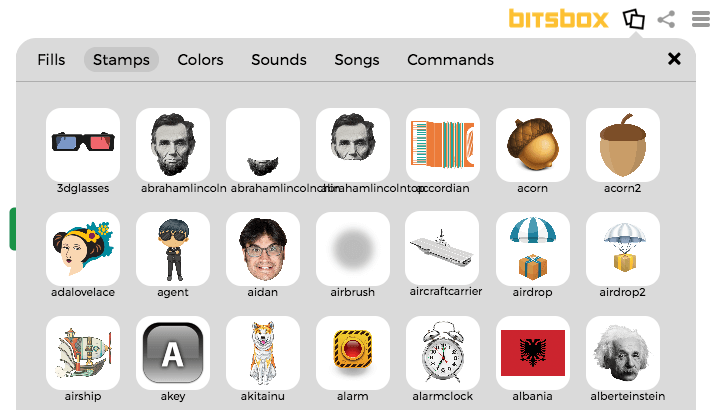 bitsbox
Fills Stamps Colors Sounds Songs Commands
3dglasses abrahamlincoln abrahamlincolnchin abrahamlincolntop accordian acorn acorn2
adalovelace agent aidan airbrush aircraftcarrier airdrop airdrop2
A
airship akey akitainu alarm alarmclock albania alberteinstein